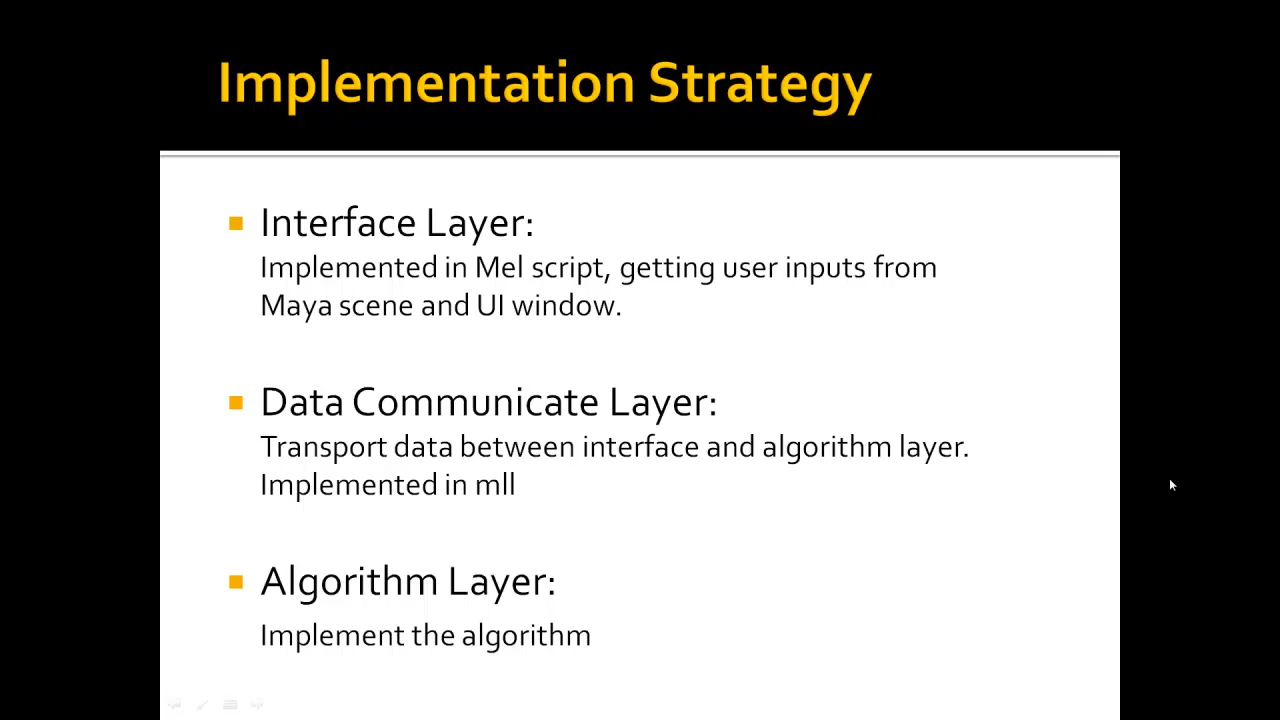 Implementation Strategy
Interface Layer:
Implemented in Mel script, getting user inputs from
Maya scene and UI window.
Data Communicate Layer:
Transport data between interface and algorithm layer.
Implemented in mll
Algorithm Layer:
Implement the algorithm